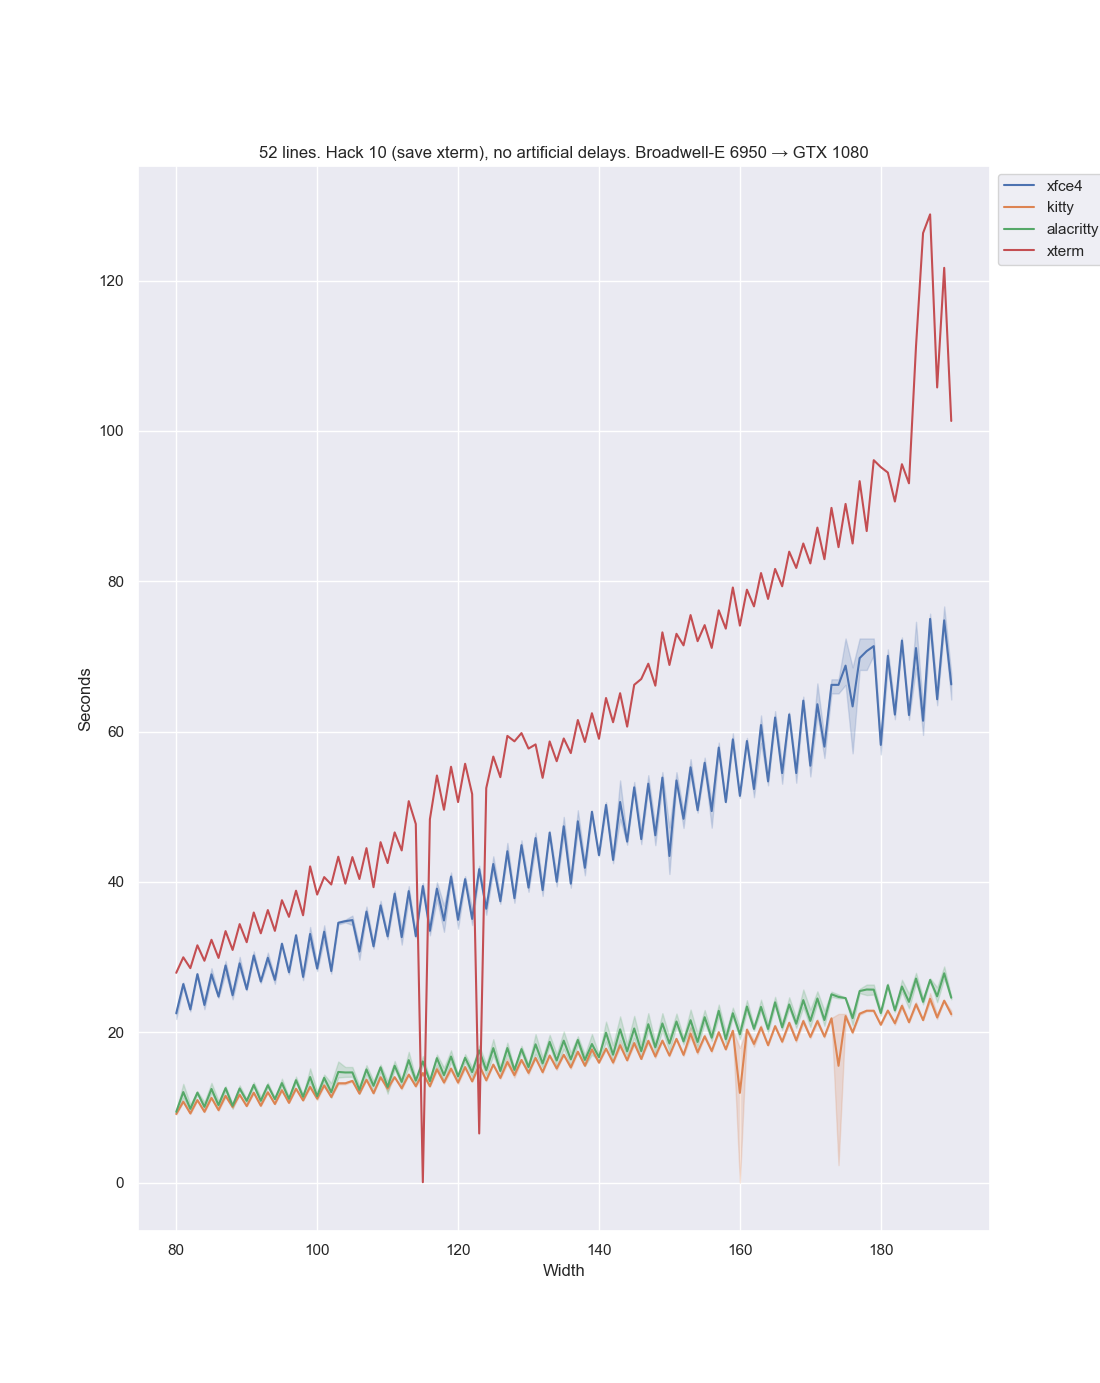 52 lines. Hack 10 (save xterm), no artificial delays. Broadwell-E 6950 → GTX 1080
xfce4
kitty
alacritty
xterm
120
100
80
60
40
20
0
Seconds
80 100 120 140 160 180
Width